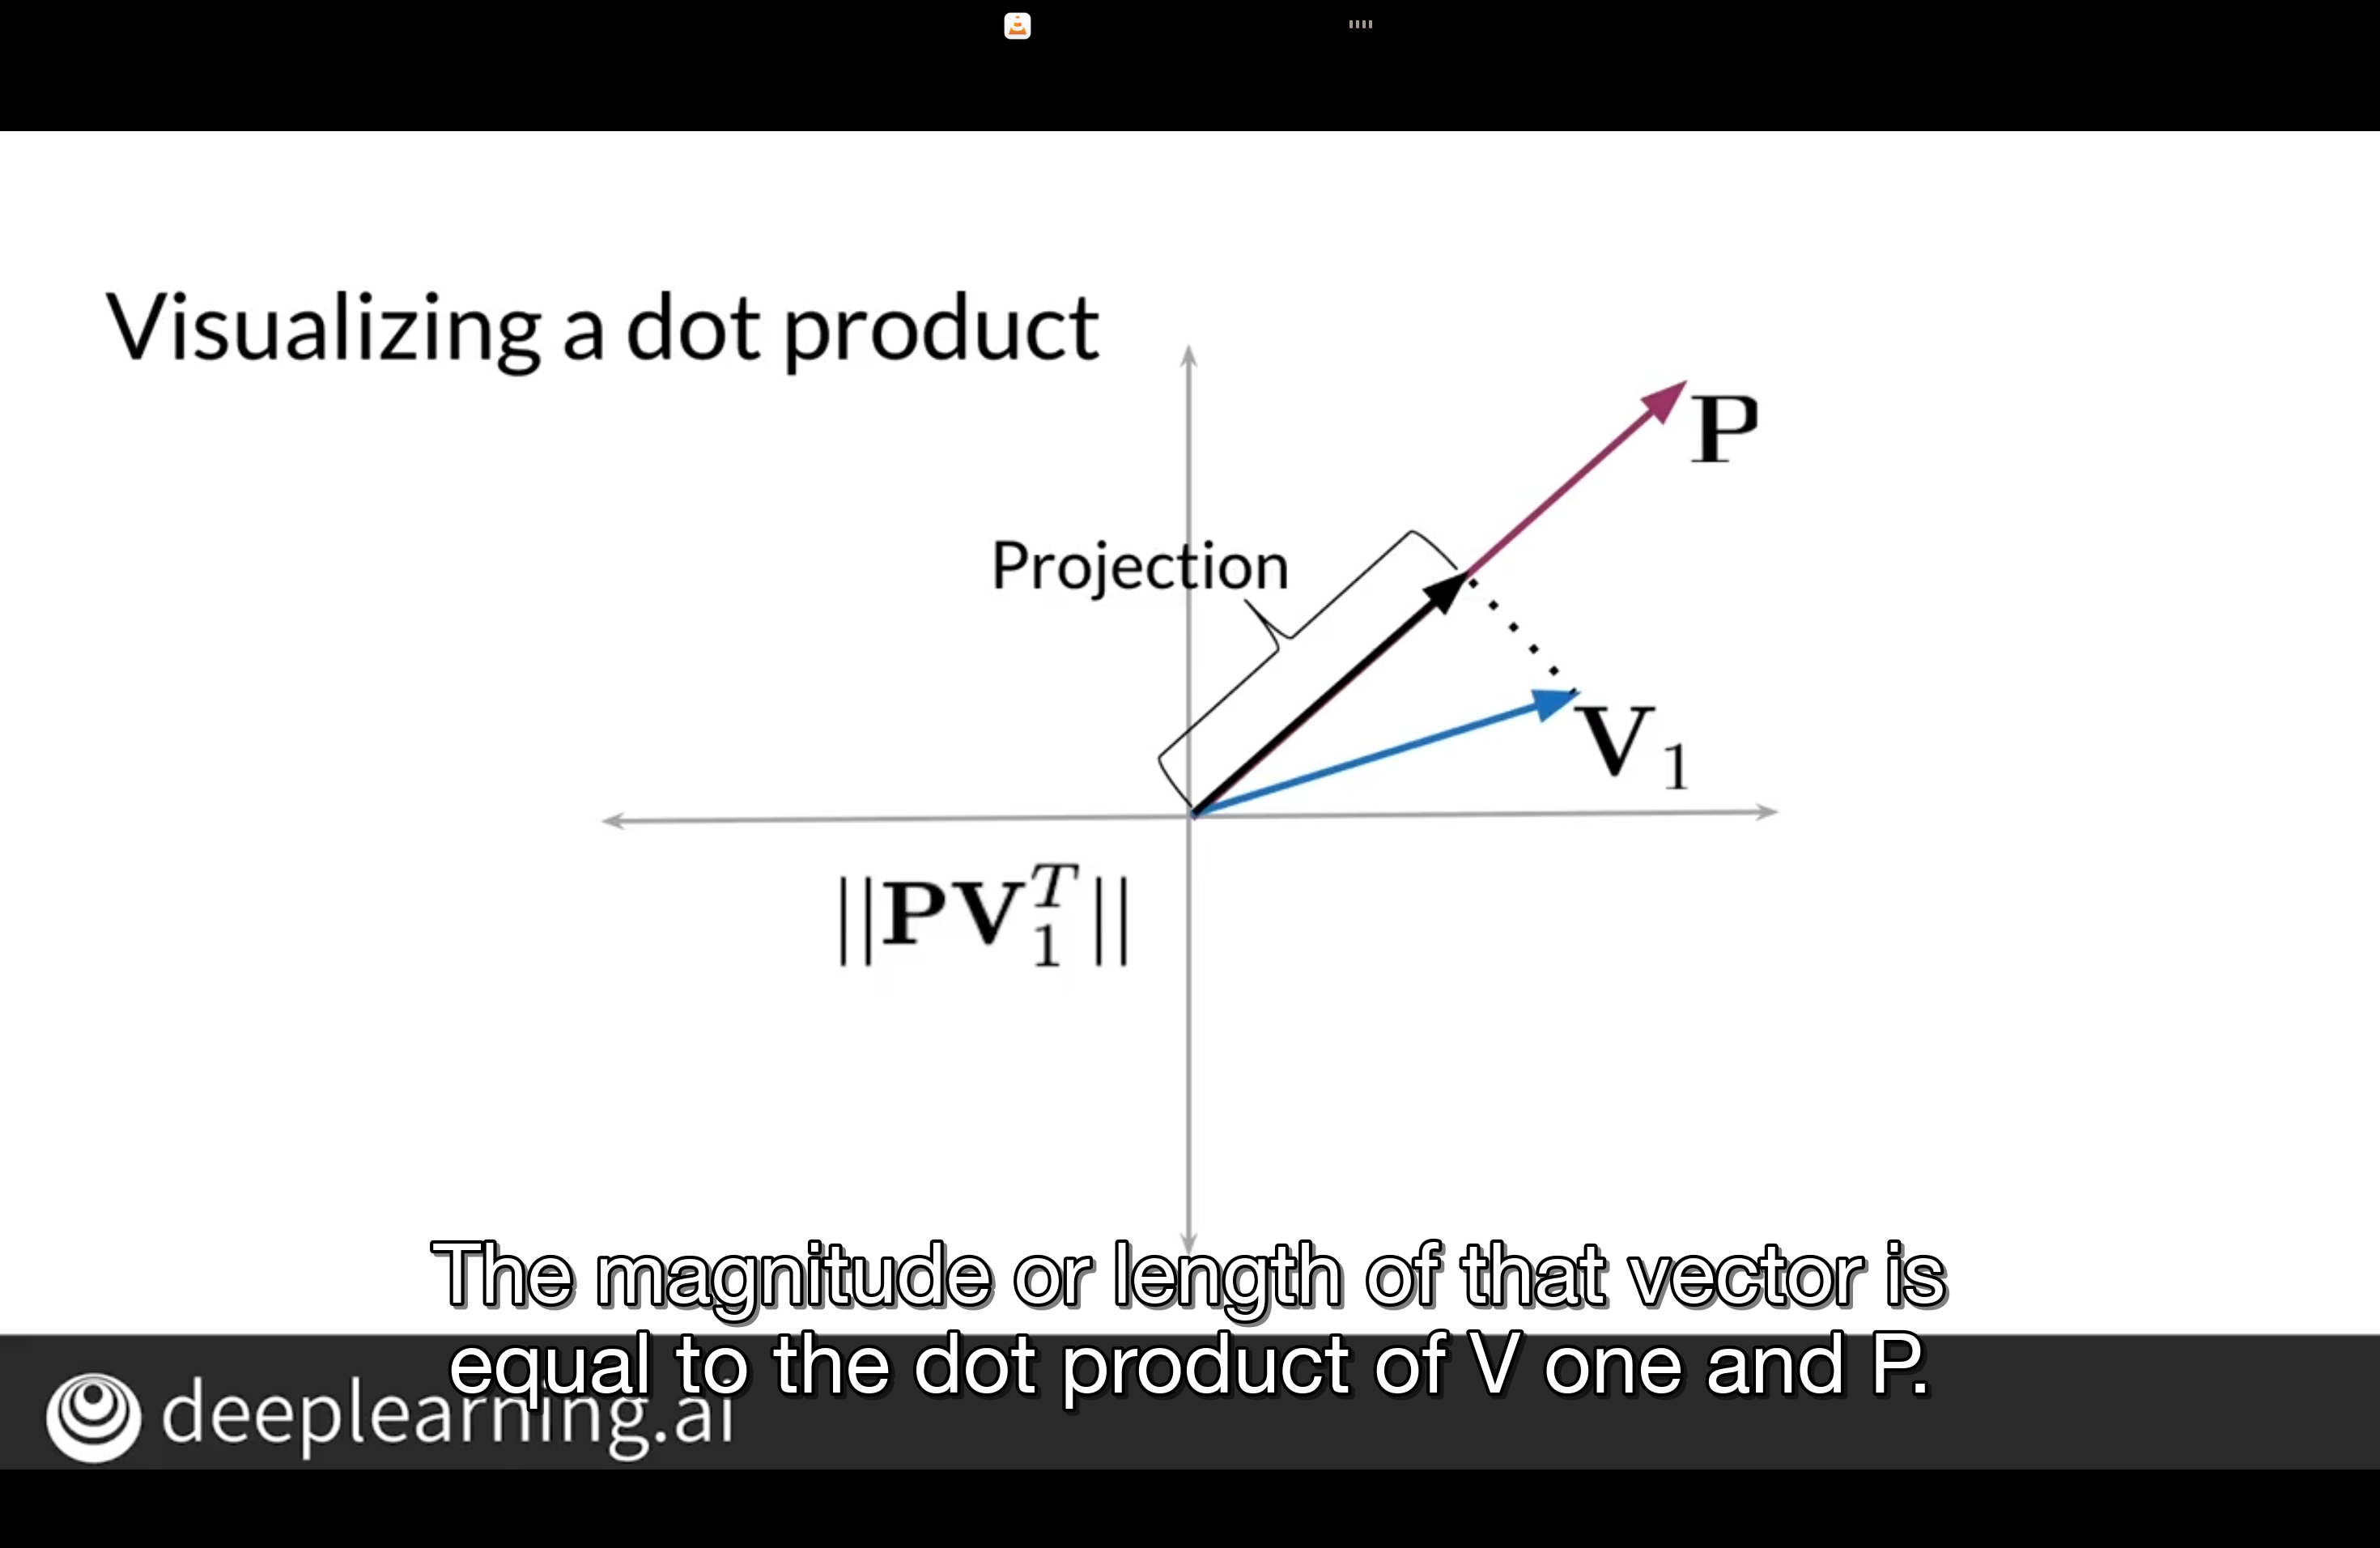 Visualizing a dot product
P
Projection
V₁
||PV₁ᵀ||
The magnitude or length of that vector is
equal to the dot product of V one and P.
deeplearning.ai